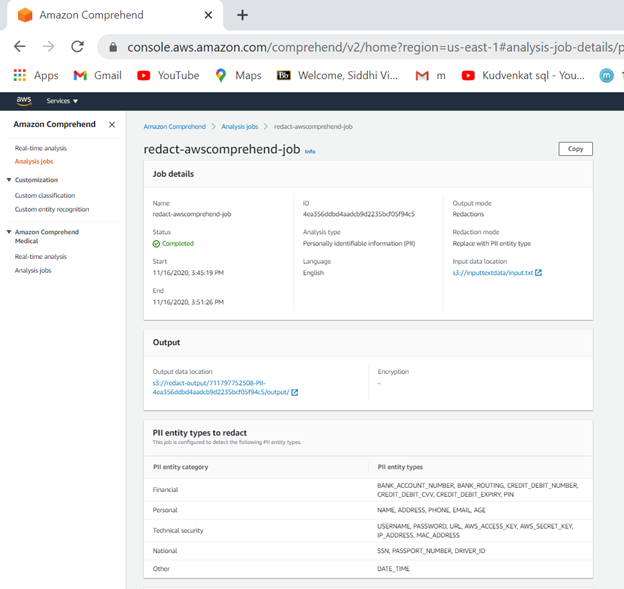 Amazon Comprehend
console.aws.amazon.com/comprehend/v2/home?region=us-east-1#analysis-job-details/p
Apps Gmail YouTube Maps Bb Welcome, Siddhi Vi... m Kudvenkat sql - You... m
aws Services
Amazon Comprehend
Real-time analysis
Analysis jobs
Customization
Custom classification
Custom entity recognition
Amazon Comprehend
Medical
Real-time analysis
Analysis jobs
Amazon Comprehend > Analysis jobs > redact-awscomprehend-job
redact-awscomprehend-job Info
Copy
Job details
Name
redact-awscomprehend-job
Status
Completed
Start
11/16/2020, 3:45:19 PM
End
11/16/2020, 3:51:26 PM
ID
4ea356ddbd4aadcb9d2235bcf05f94c5
Analysis type
Personally identifiable information (PII)
Language
English
Output mode
Redactions
Redaction mode
Replace with PII entity type
Input data location
s3://inputtextdata/input.txt
Output
Output data location
s3://redact-output/711797752508-PII-
4ea356ddbd4aadcb9d2235bcf05f94c5/output/
Encryption
-
PII entity types to redact
This job is configured to detect the following PII entity types.
PII entity category PII entity types
Financial BANK_ACCOUNT_NUMBER, BANK_ROUTING, CREDIT_DEBIT_NUMBER,
CREDIT_DEBIT_CVV, CREDIT_DEBIT_EXPIRY, PIN
Personal NAME, ADDRESS, PHONE, EMAIL, AGE
Technical security USERNAME, PASSWORD, URL, AWS_ACCESS_KEY, AWS_SECRET_KEY,
IP_ADDRESS, MAC_ADDRESS
National SSN, PASSPORT_NUMBER, DRIVER_ID
Other DATE_TIME